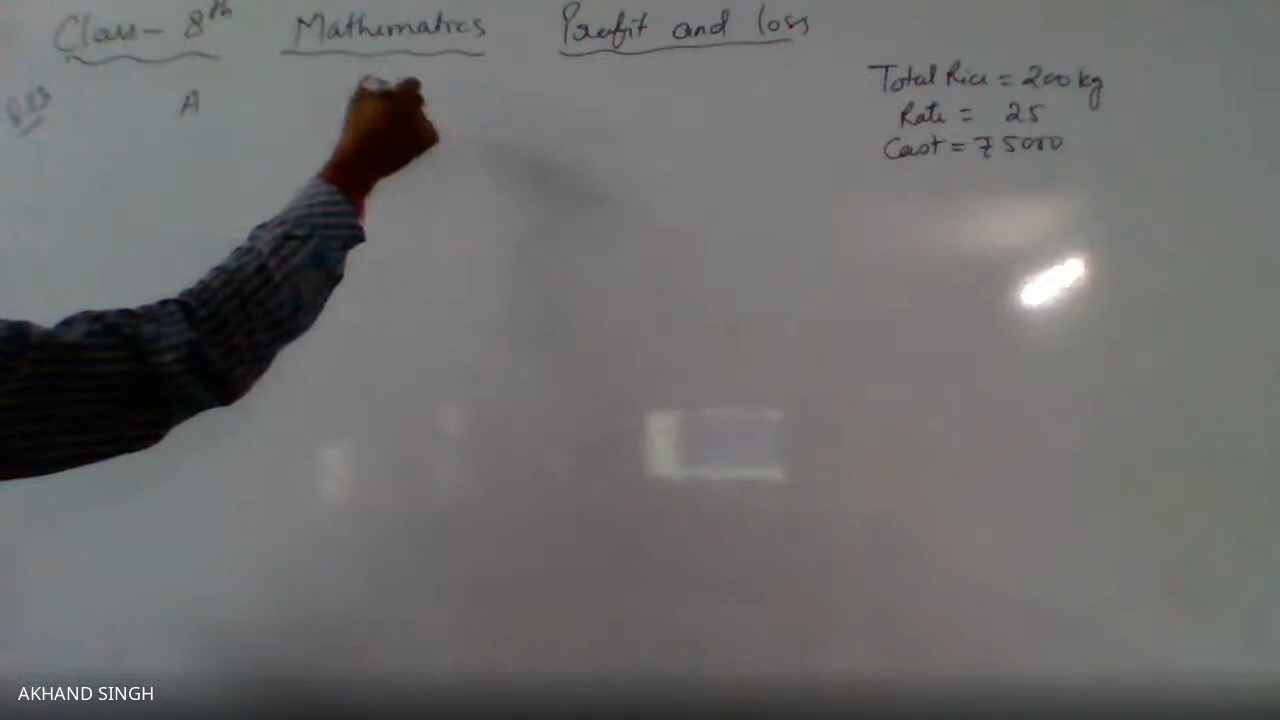 Class- 8th Mathematics Profit and loss
Total Rice = 200 kg
A
Rate = 25
Cost = ₹ 5000
AKHAND SINGH